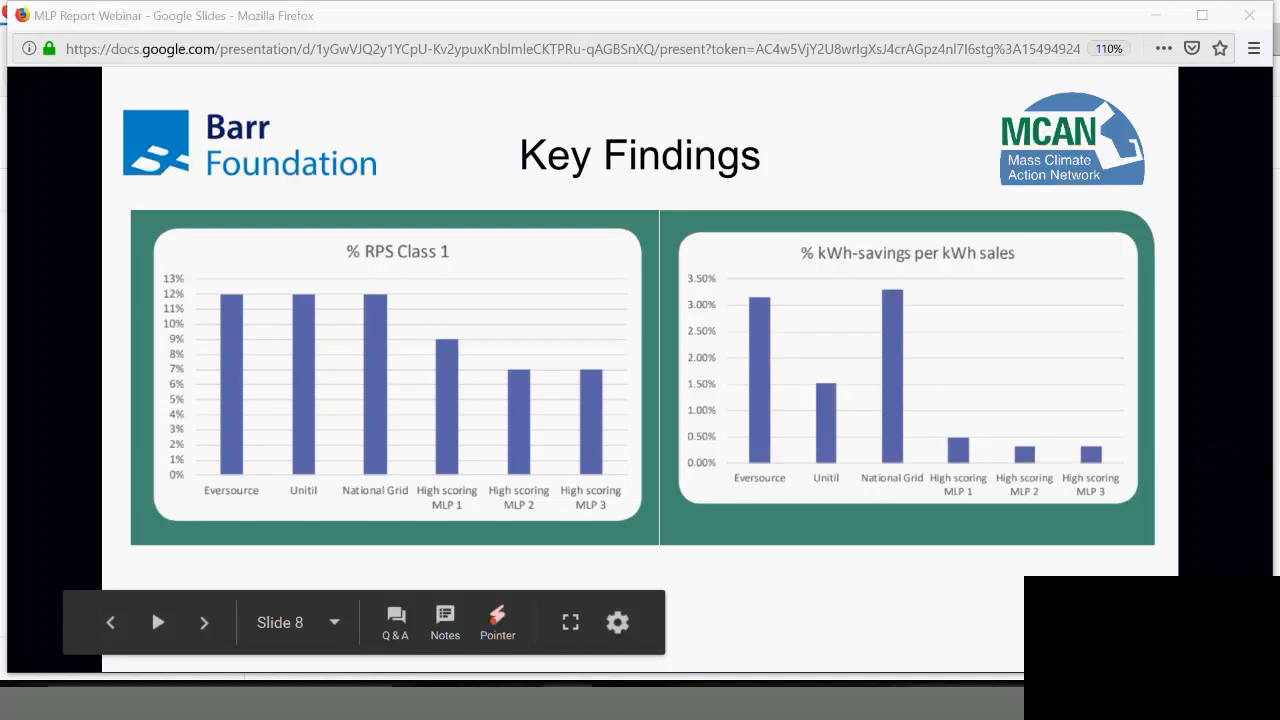 MLP Report Webinar - Google Slides - Mozilla Firefox
https://docs.google.com/presentation/d/1yGwVJQ2y1YCpU-Kv2ypuxKnblmleCKTPRu-qAGBSnXQ/present?token=AC4w5VjY2U8wrIgXsJ4crAGpz4nl7I6stg%3A15494924
110%
Barr
Foundation
Key Findings
MCAN
Mass Climate
Action Network
% RPS Class 1
13%
12%
11%
10%
9%
8%
7%
6%
5%
4%
3%
2%
1%
0%
Eversource
Unitil
National Grid
High scoring
MLP 1
High scoring
MLP 2
High scoring
MLP 3
% kWh-savings per kWh sales
3.50%
3.00%
2.50%
2.00%
1.50%
1.00%
0.50%
0.00%
Eversource
Unitil
National Grid
High scoring
MLP 1
High scoring
MLP 2
High scoring
MLP 3
Slide 8
Q & A
Notes
Pointer